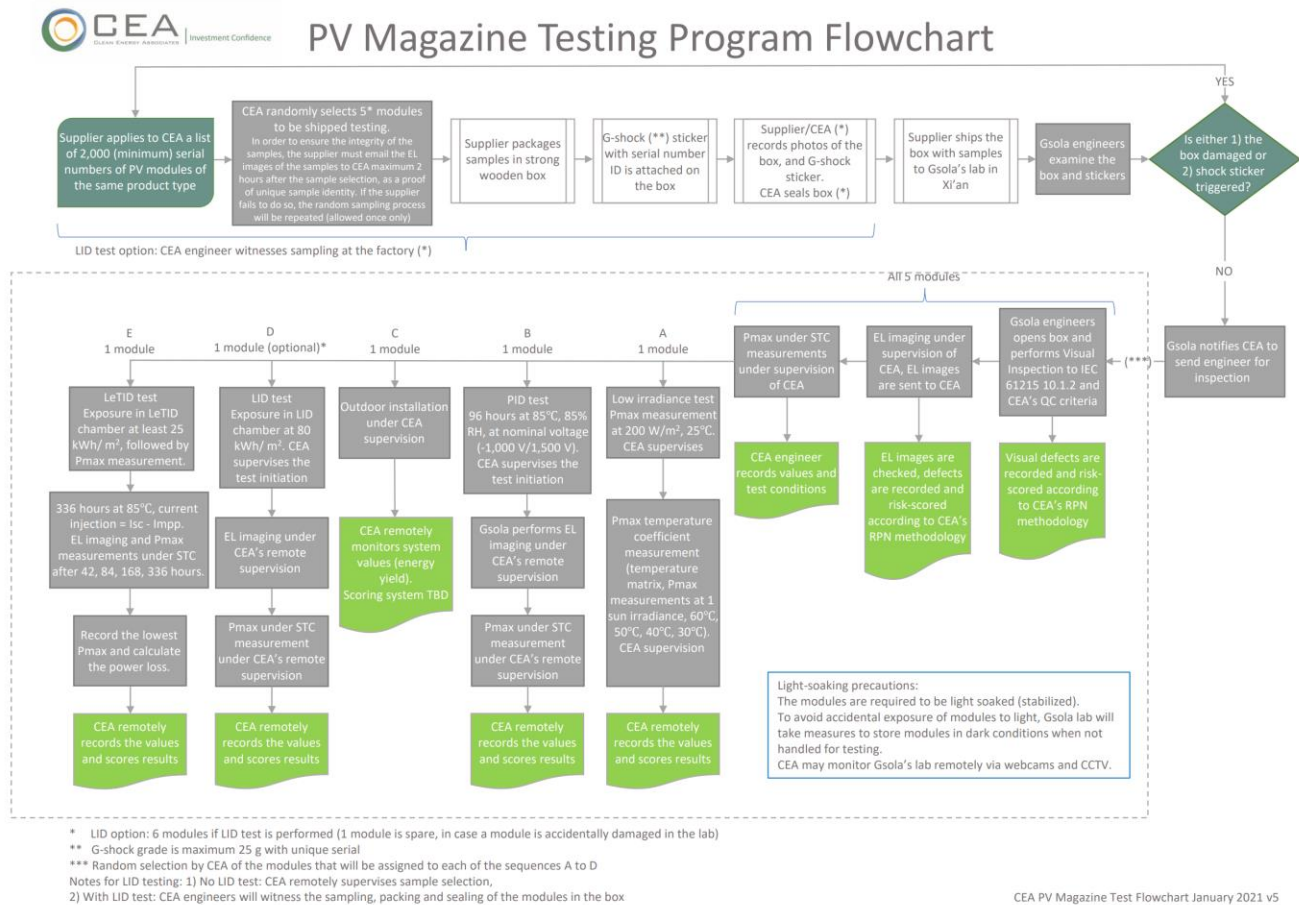 CEA
CLEAN ENERGY ASSOCIATES
Investment Confidence
PV Magazine Testing Program Flowchart
YES
Supplier applies to CEA a list
of 2,000 (minimum) serial
numbers of PV modules of
the same product type
CEA randomly selects 5* modules
to be shipped testing.
In order to ensure the integrity of the
samples, the supplier must email the EL
images of the samples to CEA maximum 2
hours after the sample selection, as a proof
of unique sample identity. If the supplier
fails to do so, the random sampling process
will be repeated (allowed once only)
Supplier packages
samples in strong
wooden box
G-shock (**) sticker
with serial number
ID is attached on
the box
Supplier/CEA (*)
records photos of the
box, and G-shock
sticker.
CEA seals box (*)
Supplier ships the
box with samples
to Gsola's lab in
Xi'an
Gsola engineers
examine the
box and stickers
Is either 1) the
box damaged or
2) shock sticker
triggered?
LID test option: CEA engineer witnesses sampling at the factory (*)
NO
All 5 modules
E
1 module
D
1 module (optional)*
C
1 module
B
1 module
A
1 module
Pmax under STC
measurements
under supervision
of CEA
EL imaging under
supervision of
CEA, EL images
are sent to CEA
Gsola engineers
opens box and
performs Visual
Inspection to IEC
61215 10.1.2 and
CEA's QC criteria
(***)
Gsola notifies CEA to
send engineer for
inspection
LeTID test
Exposure in LeTID
chamber at least 25
kWh/ m², followed by
Pmax measurement.
LID test
Exposure in LID
chamber at 80
kWh/ m². CEA
supervises the
test initiation
Outdoor installation
under CEA
supervision
PID test
96 hours at 85°C, 85%
RH, at nominal voltage
(-1,000 V/1,500 V).
CEA supervises the
test initiation
Low irradiance test
Pmax measurement
at 200 W/m², 25°C.
CEA supervises
CEA engineer
records values and
test conditions
EL images are
checked, defects
are recorded and
risk-scored
according to CEA's
RPN methodology
Visual defects are
recorded and risk-
scored according
to CEA's RPN
methodology
336 hours at 85°C, current
injection = Isc - Impp.
EL imaging and Pmax
measurements under STC
after 42, 84, 168, 336 hours.
EL imaging under
CEA's remote
supervision
CEA remotely
monitors system
values (energy
yield).
Scoring system TBD
Gsola performs EL
imaging under
CEA's remote
supervision
Pmax temperature
coefficient
measurement
(temperature
matrix, Pmax
measurements at 1
sun irradiance, 60°C,
50°C, 40°C, 30°C).
CEA supervision
Record the lowest
Pmax and calculate
the power loss.
Pmax under STC
measurement
under CEA's remote
supervision
Pmax under STC
measurement
under CEA's remote
supervision
CEA remotely
records the values
and scores results
CEA remotely
records the values
and scores results
CEA remotely
records the values
and scores results
CEA remotely
records the values
and scores results
Light-soaking precautions:
The modules are required to be light soaked (stabilized).
To avoid accidental exposure of modules to light, Gsola lab will
take measures to store modules in dark conditions when not
handled for testing.
CEA may monitor Gsola's lab remotely via webcams and CCTV.
* LID option: 6 modules if LID test is performed (1 module is spare, in case a module is accidentally damaged in the lab)
** G-shock grade is maximum 25 g with unique serial
*** Random selection by CEA of the modules that will be assigned to each of the sequences A to D
Notes for LID testing: 1) No LID test: CEA remotely supervises sample selection,
2) With LID test: CEA engineers will witness the sampling, packing and sealing of the modules in the box
CEA PV Magazine Test Flowchart January 2021 v5